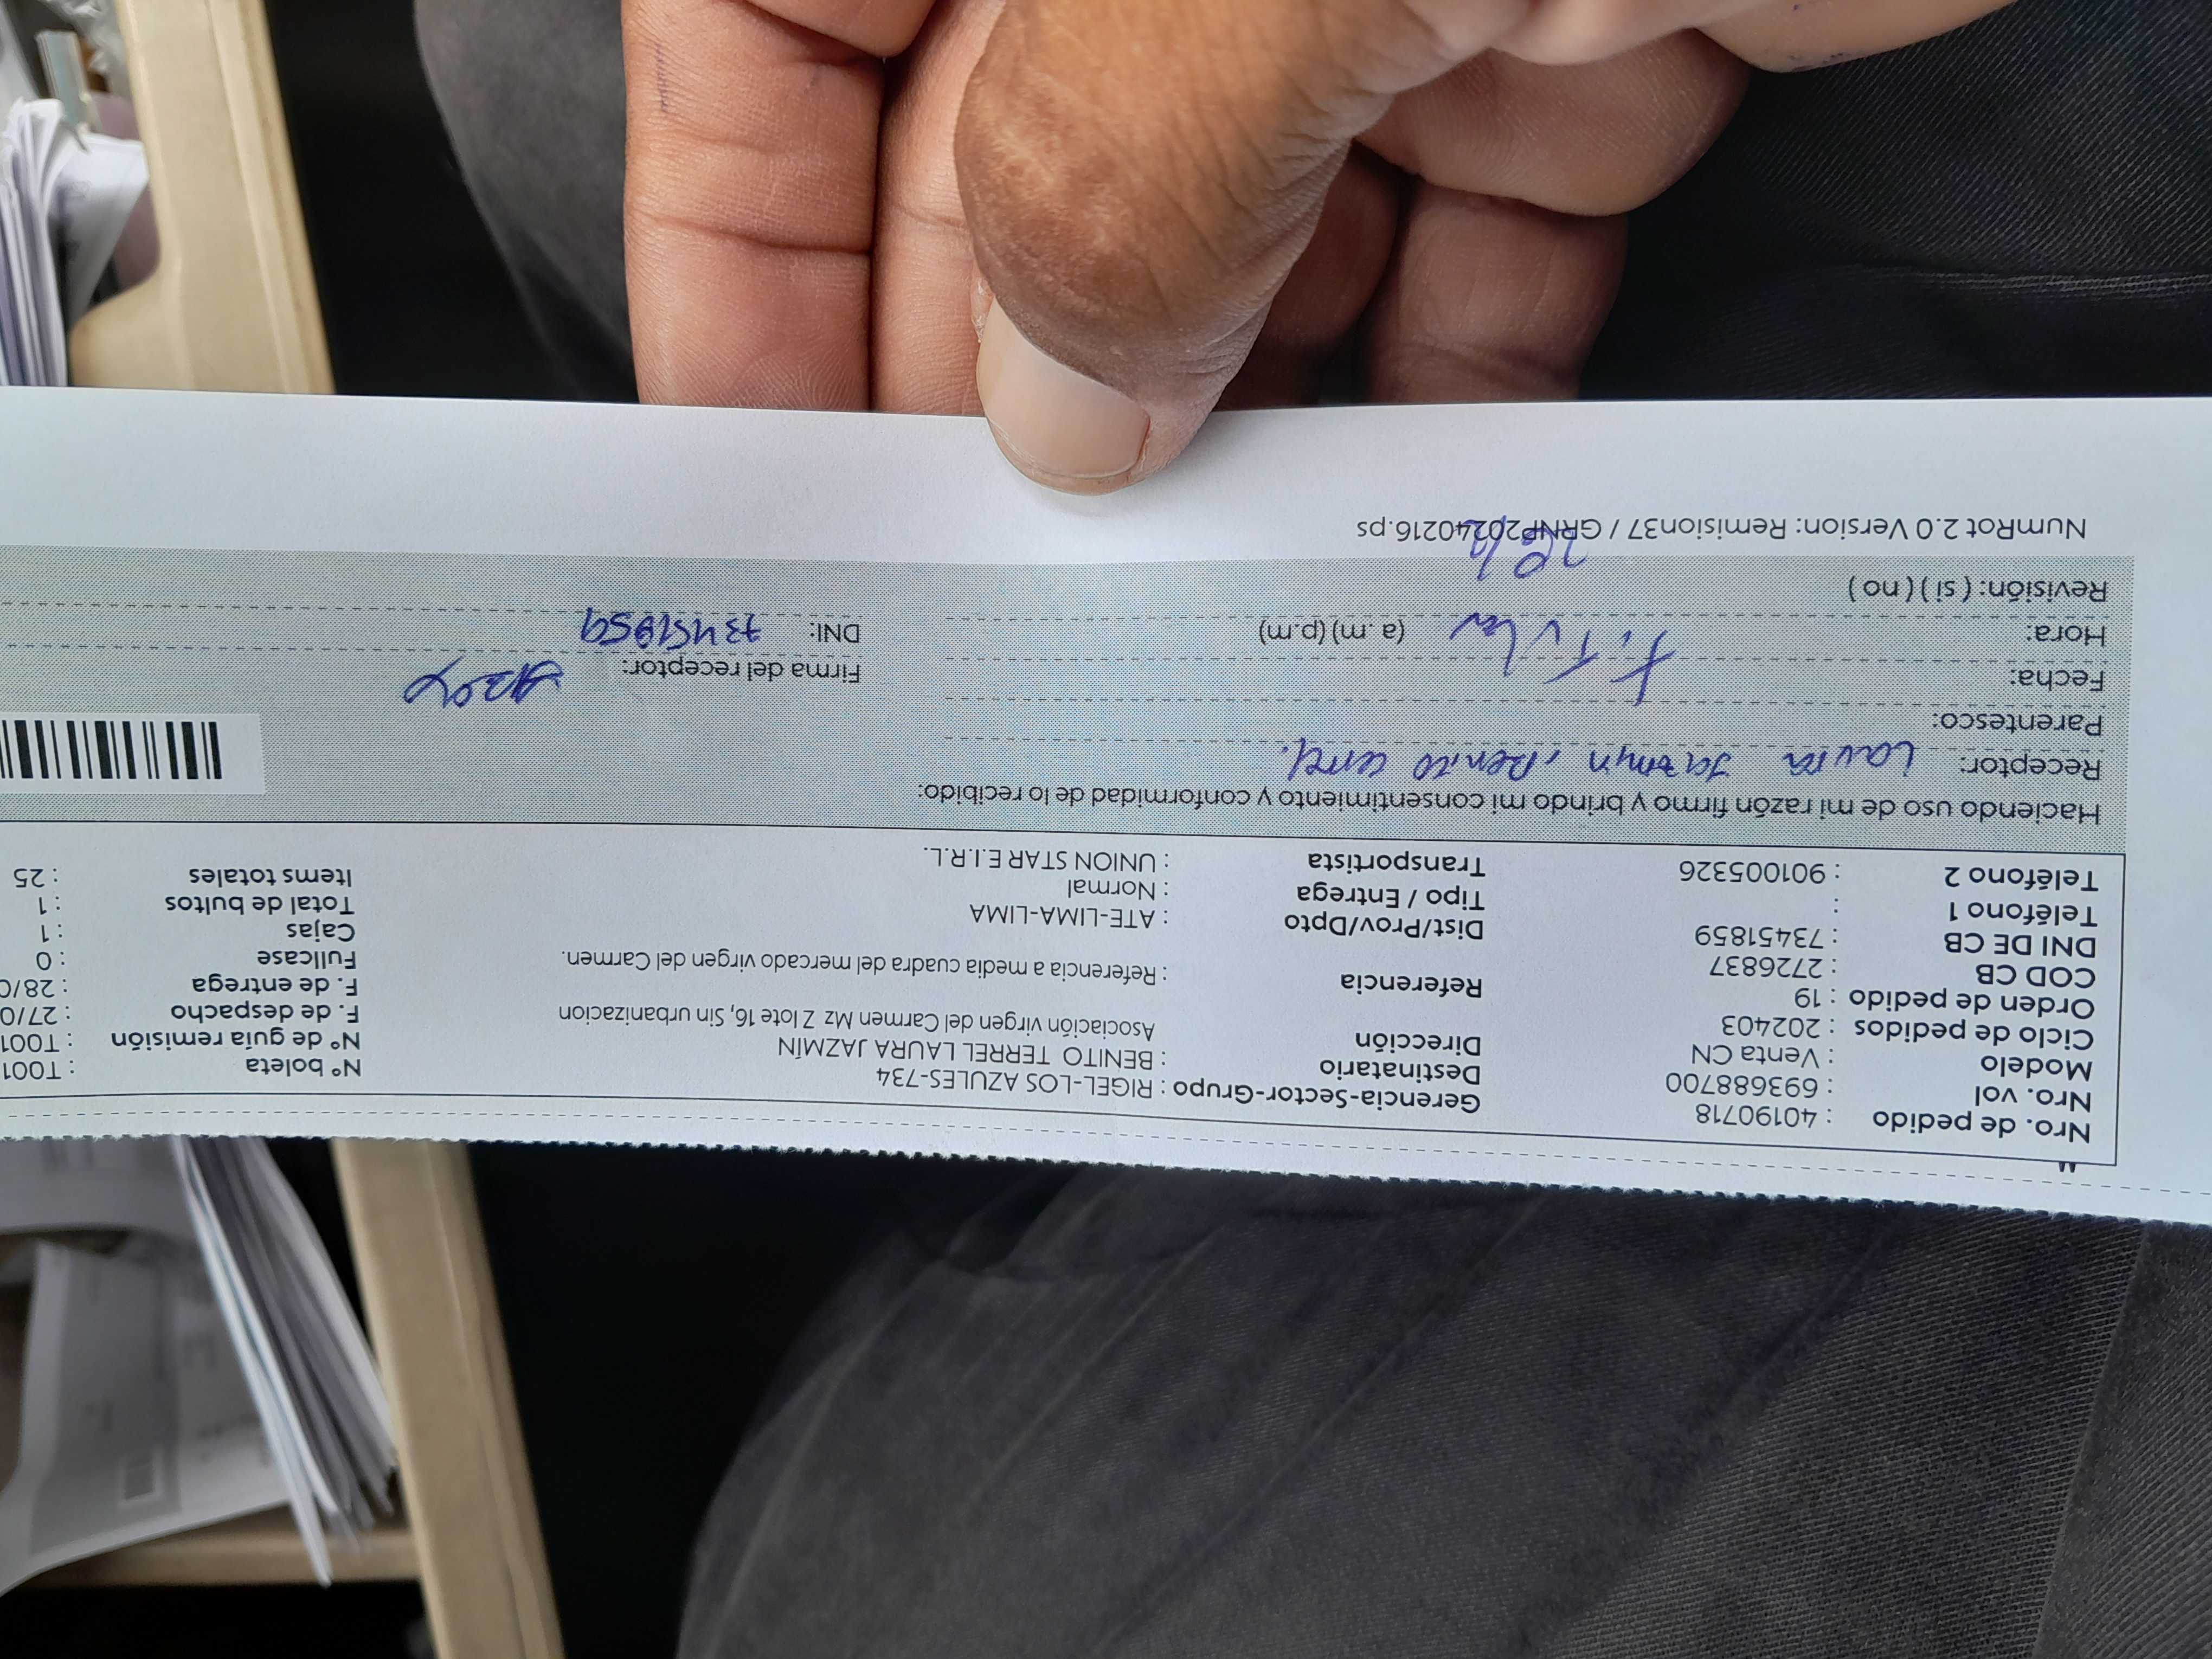 Nro. de pedido : 40190718
Nro. vol : 693688700
Modelo : Venta CN
Ciclo de pedidos : 202403
Orden de pedido : 19
COD CB : 2726837
DNI DE CB : 73451859
Teléfono 1 :
Teléfono 2 : 901005326
Gerencia-Sector-Grupo : RIGEL-LOS AZULES-734
Destinatario : BENITO TERREL LAURA JAZMÍN
Dirección Asociación virgen del Carmen Mz Z lote 16, Sin urbanizacion
Referencia : Referencia a media cuadra del mercado virgen del Carmen.
Dist/Prov/Dpto : ATE-LIMA-LIMA
Tipo / Entrega : Normal
Transportista : UNION STAR E.I.R.L.
N° boleta : T001
N° de guía remisión : T001
F. de despacho : 27/0
F. de entrega : 28/0
Fullcase : 0
Cajas : 1
Total de bultos : 1
Items totales : 25
Haciendo uso de mi razón firmo y brindo mi consentimiento y conformidad de lo recibido:
Receptor: Laura Jazmin Benito
Parentesco:
Fecha:
Hora: (a.m) (p.m)
Revisión: ( si ) ( no )
Firma del receptor:
DNI: 73451859
NumRot 2.0 Version: Remision37 / GRNP20240216.ps